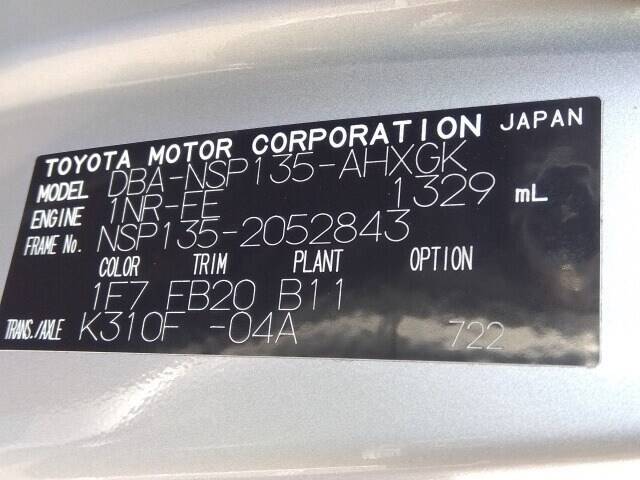 TOYOTA MOTOR CORPORATION JAPAN
MODEL DBA-NSP135-AHXGK
ENGINE 1NR-FE 1329 mL
FRAME No. NSP135-2052843
COLOR TRIM PLANT OPTION
1F7 FB20 B11
TRANS./AXLE K310F -04A 722